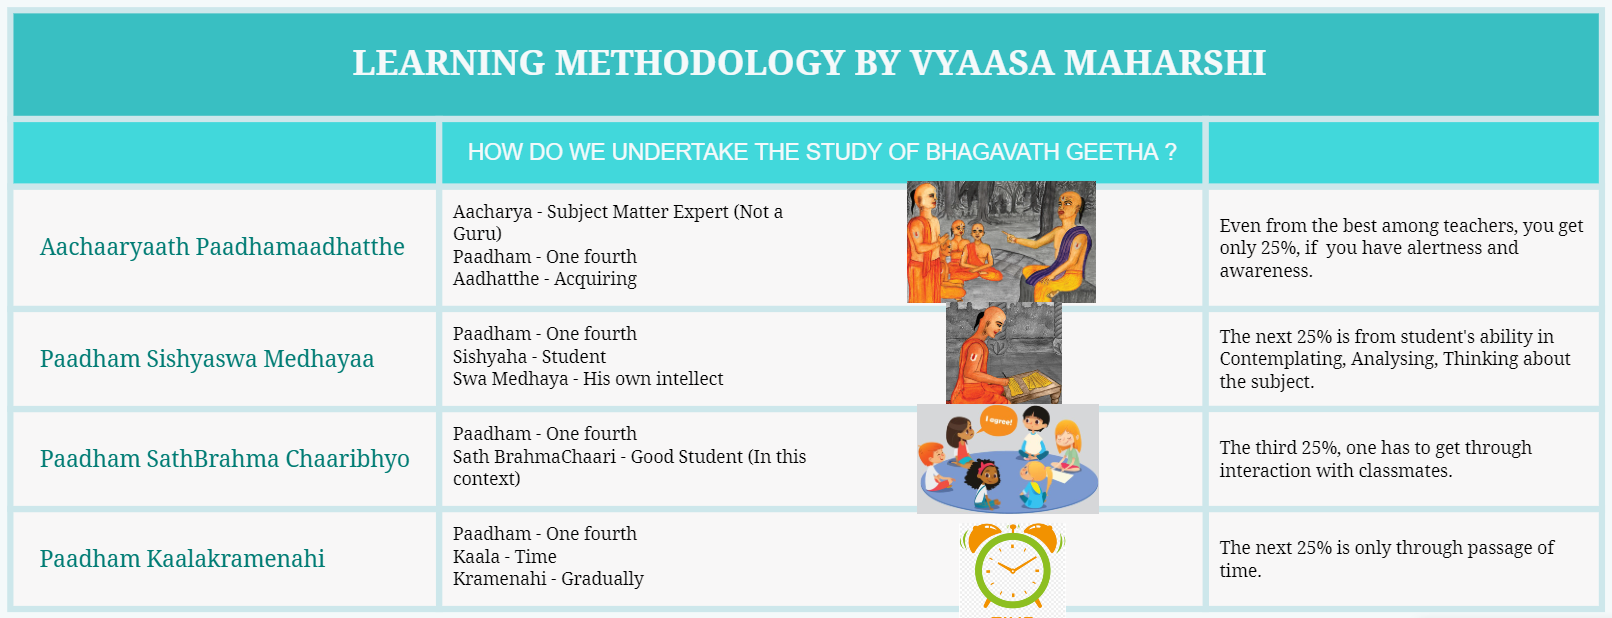 LEARNING METHODOLOGY BY VYAASA MAHARSHI
HOW DO WE UNDERTAKE THE STUDY OF BHAGAVATH GEETHA ?
Aachaaryaath Paadhamaadhatthe
Aacharya - Subject Matter Expert (Not a
Guru)
Paadham - One fourth
Aadhatthe - Acquiring
Even from the best among teachers, you get
only 25%, if  you have alertness and
awareness.
Paadham Sishyaswa Medhayaa
Paadham - One fourth
Sishyaha - Student
Swa Medhaya - His own intellect
The next 25% is from student's ability in
Contemplating, Analysing, Thinking about
the subject.
Paadham SathBrahma Chaaribhyo
Paadham - One fourth
Sath BrahmaChaari - Good Student (In this
context)
I agree!
The third 25%, one has to get through
interaction with classmates.
Paadham Kaalakramenahi
Paadham - One fourth
Kaala - Time
Kramenahi - Gradually
The next 25% is only through passage of
time.